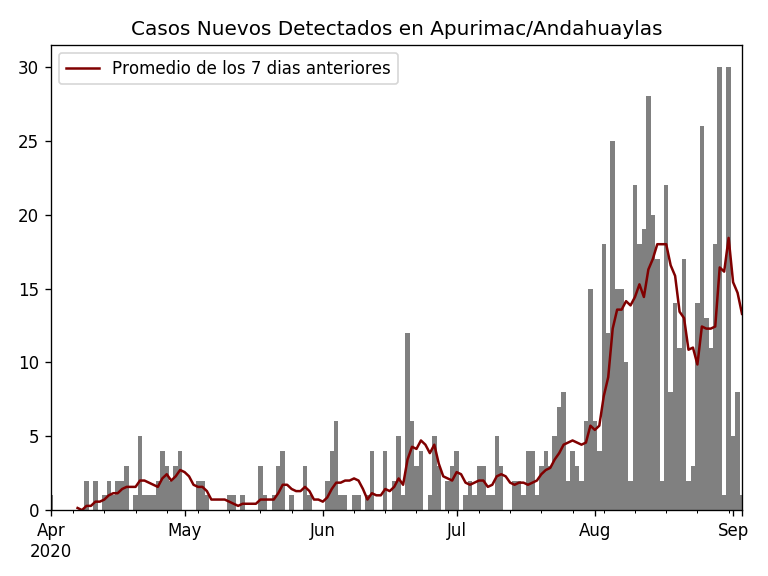 Casos Nuevos Detectados en Apurimac/Andahuaylas
Promedio de los 7 dias anteriores
30
25
20
15
10
5
0
Apr May Jun Jul Aug Sep
2020